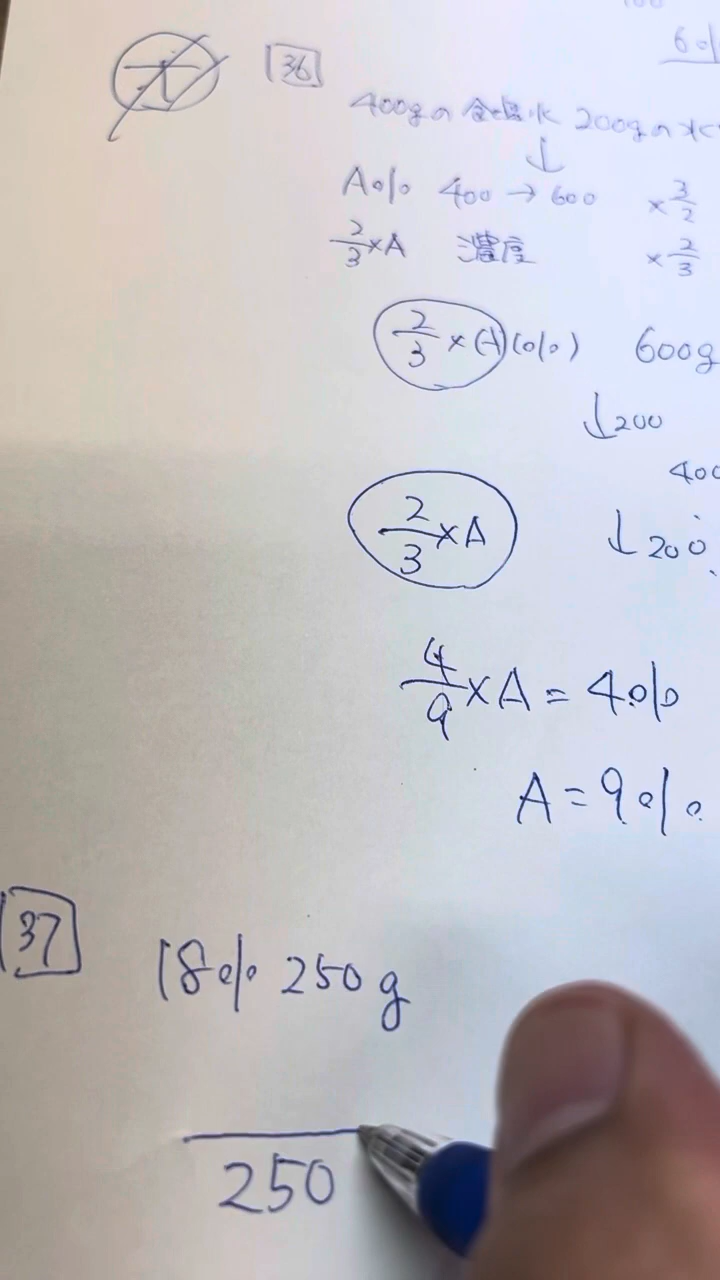 6%
36
400gの食塩水 200gの水
↓
A% 400 → 600 × 3/2
2/3 × A 濃度 × 2/3
2/3 × A (%) 600g
↓200
400
2/3 × A ↓200
4/9 × A = 4%
A = 9%
37
18% 250g
250